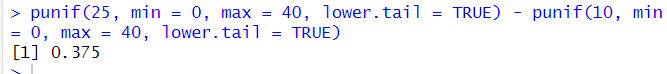 > punif(25, min = 0, max = 40, lower.tail = TRUE) - punif(10, min
= 0, max = 40, lower.tail = TRUE)
[1] 0.375
>